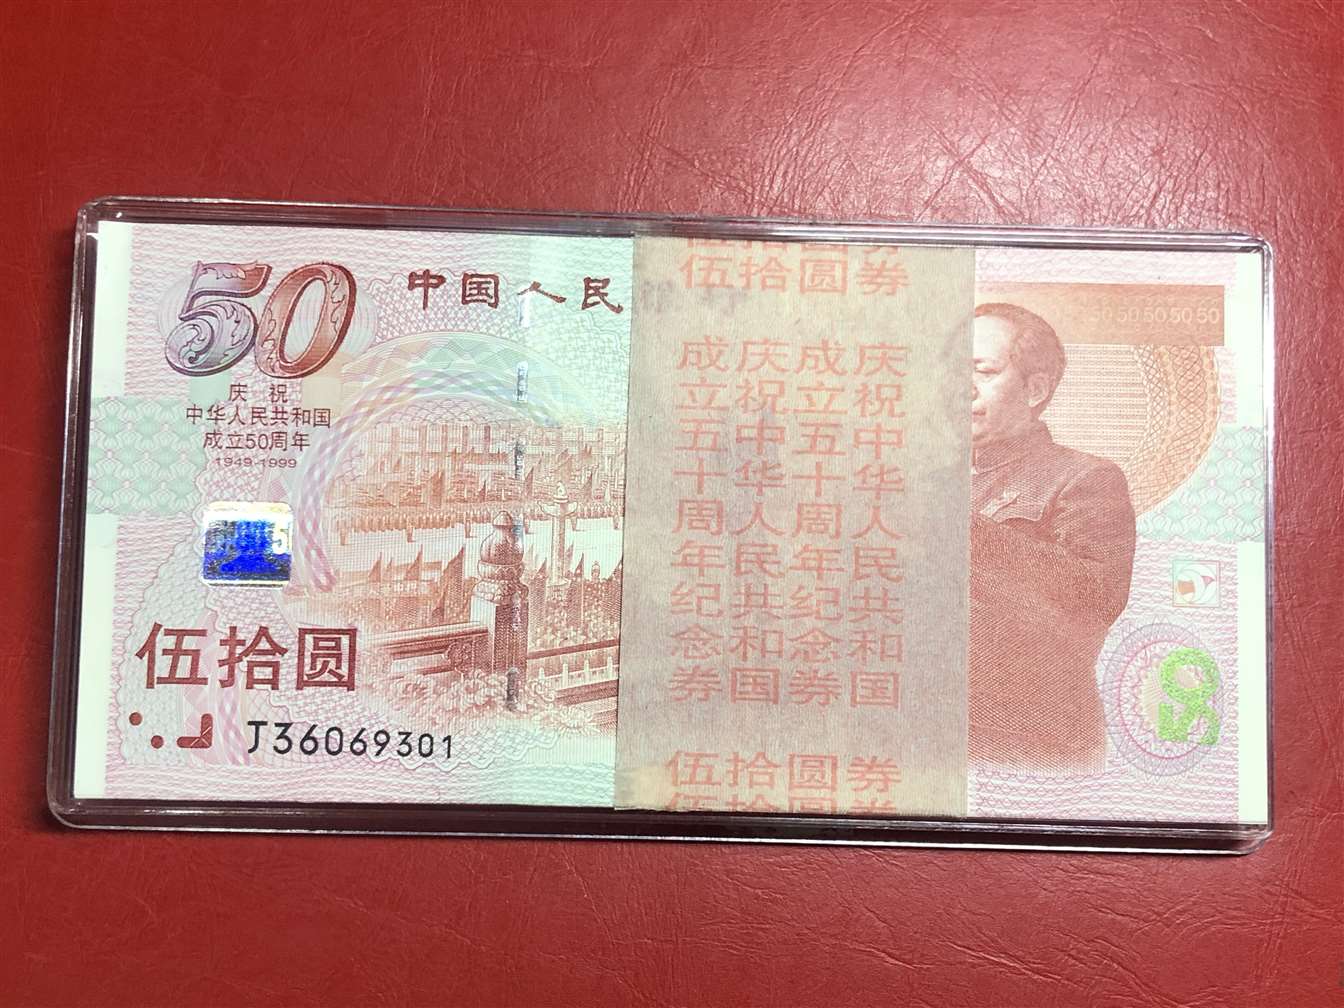 50
中国人民
庆 祝
中华人民共和国
成立50周年
1949-1999
伍拾圆
J36069301
伍拾圆券
庆祝中华人民共和国
成立五十周年纪念券
庆祝中华人民共和国
成立五十周年纪念券
伍拾圆券
50 50 50 50 50
50